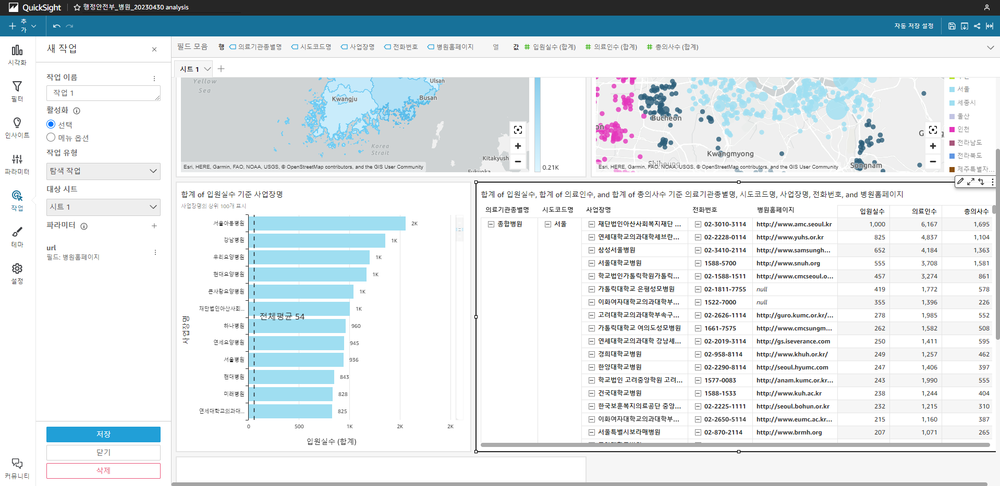 QuickSight
행정안전부_병원_20230430 analysis
추가
자동 저장 설정
시각화
필터
인사이트
파라미터
작업
테마
설정
커뮤니티
새 작업
작업 이름
작업 1
활성화
선택
메뉴 옵션
작업 유형
탐색 작업
대상 시트
시트 1
파라미터
url
필드: 병원홈페이지
저장
닫기
삭제
필드 모음 행 의료기관종별명 시도코드명 사업장명 전화번호 병원홈페이지 열 값 입원실수 (합계) 의료인수 (합계) 총의사수 (합계)
시트 1
Yellow Sea
Kwangju
Ulsan
Busan
Korea Strait
Kitakyush
Fukuoka
Esri, HERE, Garmin, FAO, NOAA, USGS, © OpenStreetMap contributors, and the GIS User Community
0.21K
Bucheon
Kwangmyong
Shiheung
Songnam
Esri, HERE, Garmin, FAO, NOAA, USGS, © OpenStreetMap contributors, and the GIS User Community
서울
세종시
울산
인천
전라남도
전라북도
제주특별자...
합계 of 입원실수 기준 사업장명
사업장명의 상위 100개 표시
사업장명
서울아동병원 2K
강남병원 1K
우리요양병원 1K
현대요양병원 1K
큰사랑요양병원 1K
재단법인아산사회... 1K
전체평균 54
하나병원 960
연세요양병원 945
서울병원 936
현대병원 843
미래병원 828
연세대학교의과대... 825
0 500 1K 2K 2K
입원실수 (합계)
합계 of 입원실수, 합계 of 의료인수, and 합계 of 총의사수 기준 의료기관종별명, 시도코드명, 사업장명, 전화번호, and 병원홈페이지
의료기관종별명 시도코드명 사업장명 전화번호 병원홈페이지 입원실수 의료인수 총의사수
종합병원 서울 재단법인아산사회복지재단 ... 02-3010-3114 http://www.amc.seoul.kr 1,000 6,167 1,695
연세대학교의과대학세브란... 02-2228-0114 http://www.yuhs.or.kr 825 4,837 1,104
삼성서울병원 02-3410-2114 http://www.samsungh... 652 4,184 1,363
서울대학교병원 1588-5700 http://www.snuh.org 555 3,708 1,581
학교법인가톨릭학원가톨릭... 02-1588-1511 http://www.cmcseoul.o... 457 3,274 861
가톨릭대학교 은평성모병원 02-1811-7755 null 419 1,772 578
이화여자대학교의과대학부... 1522-7000 null 355 1,396 226
고려대학교의과대학부속구... 02-2626-1114 http://guro.kumc.or.kr/... 278 1,985 552
가톨릭대학교 여의도성모병원 1661-7575 http://www.cmcsungm... 262 1,582 508
연세대학교의과대학 강남세... 02-2019-3114 http://gs.iseverance.com 250 1,411 595
경희대학교병원 02-958-8114 http://www.khuh.or.kr/ 249 1,257 462
한양대학교병원 02-2290-8114 http://seoul.hyumc.com 247 1,406 397
학교법인 고려중앙학원 고려... 1577-0083 http://anam.kumc.or.kr... 243 1,990 555
건국대학교병원 1588-1533 http://www.kuh.ac.kr 238 1,244 404
한국보훈복지의료공단 중앙... 02-2225-1111 http://seoul.bohun.or.kr 232 1,215 310
이화여자대학교의과대학부... 02-2650-5114 http://www.eumc.ac.kr... 215 1,160 387
서울특별시보라매병원 02-870-2114 http://www.brmh.org 207 1,071 265